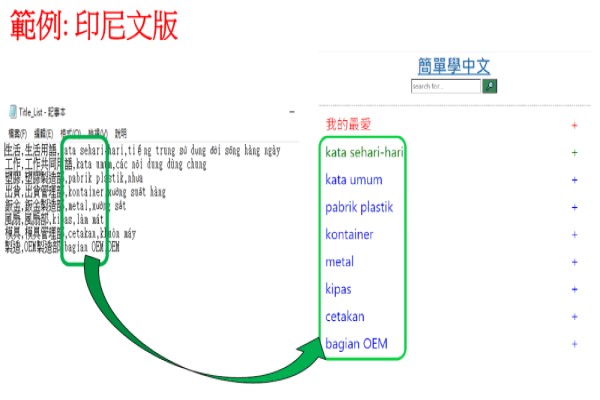 範例: 印尼文版
Title_List - 記事本
檔案(F) 編輯(E) 格式(O) 檢視(V) 說明
生活,生活用語,kata sehari-hari,tiếng trung sử dụng đời sống hàng ngày
工作,工作共同用語,kata umum,các nội dung dùng chung
塑膠,塑膠製造部,pabrik plastik,nhựa
出貨,出貨管理部,kontainer,xưởng suất hàng
鈑金,鈑金製造部,metal,xưởng sắt
風扇,風扇部,kipas,làm mát
模具,模具管理部,cetakan,khuôn máy
製造,OEM製造部,bagian OEM,OEM
簡單學中文
search for...
我的最愛 +
kata sehari-hari +
kata umum +
pabrik plastik +
kontainer +
metal +
kipas +
cetakan +
bagian OEM +